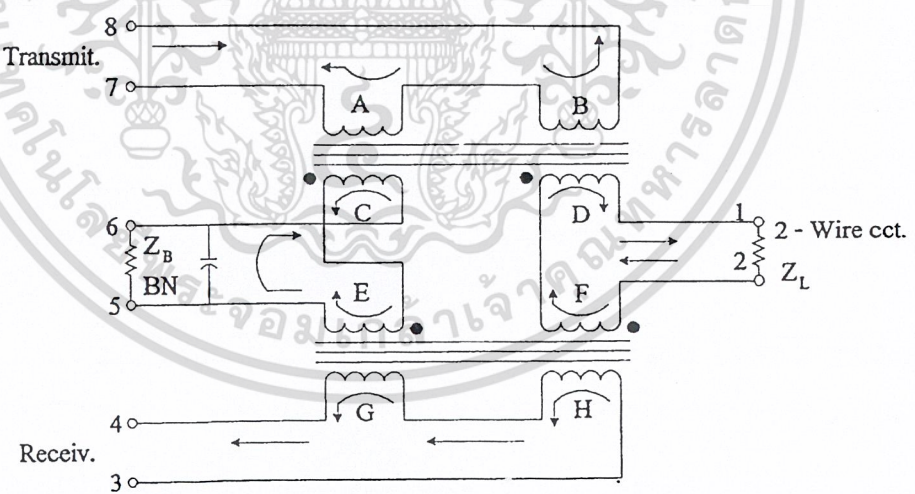 8
Transmit.
7
A
B
C
D
6
Z_B
BN
5
E
F
1
2 - Wire cct.
2
Z_L
G
H
4
Receiv.
3